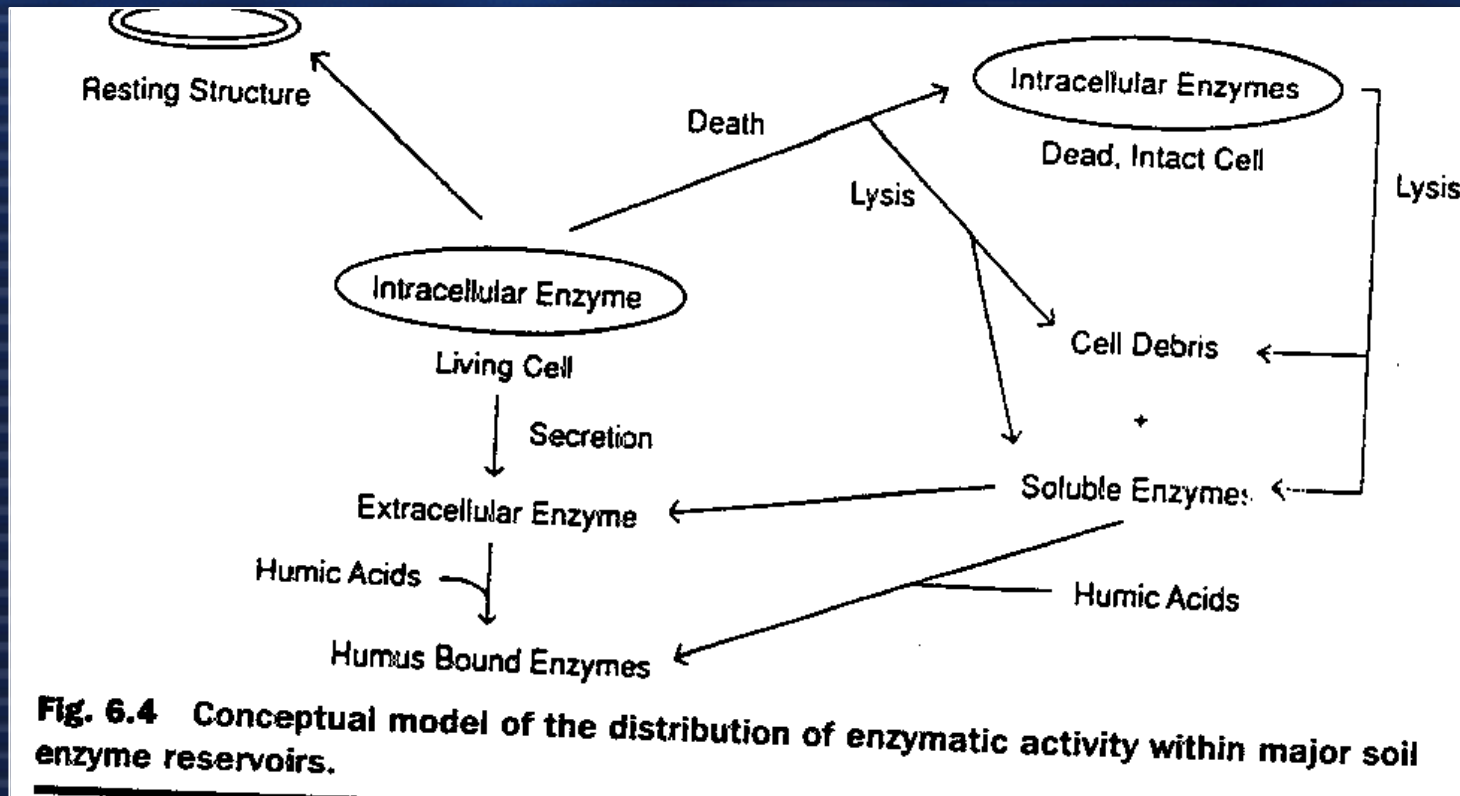 Resting Structure
Death
Intracellular Enzymes
Dead, Intact Cell
Lysis
Lysis
Intracellular Enzyme
Living Cell
Cell Debris
+
Secretion
Soluble Enzymes
Extracellular Enzyme
Humic Acids
Humic Acids
Humus Bound Enzymes
Fig. 6.4 Conceptual model of the distribution of enzymatic activity within major soil
enzyme reservoirs.